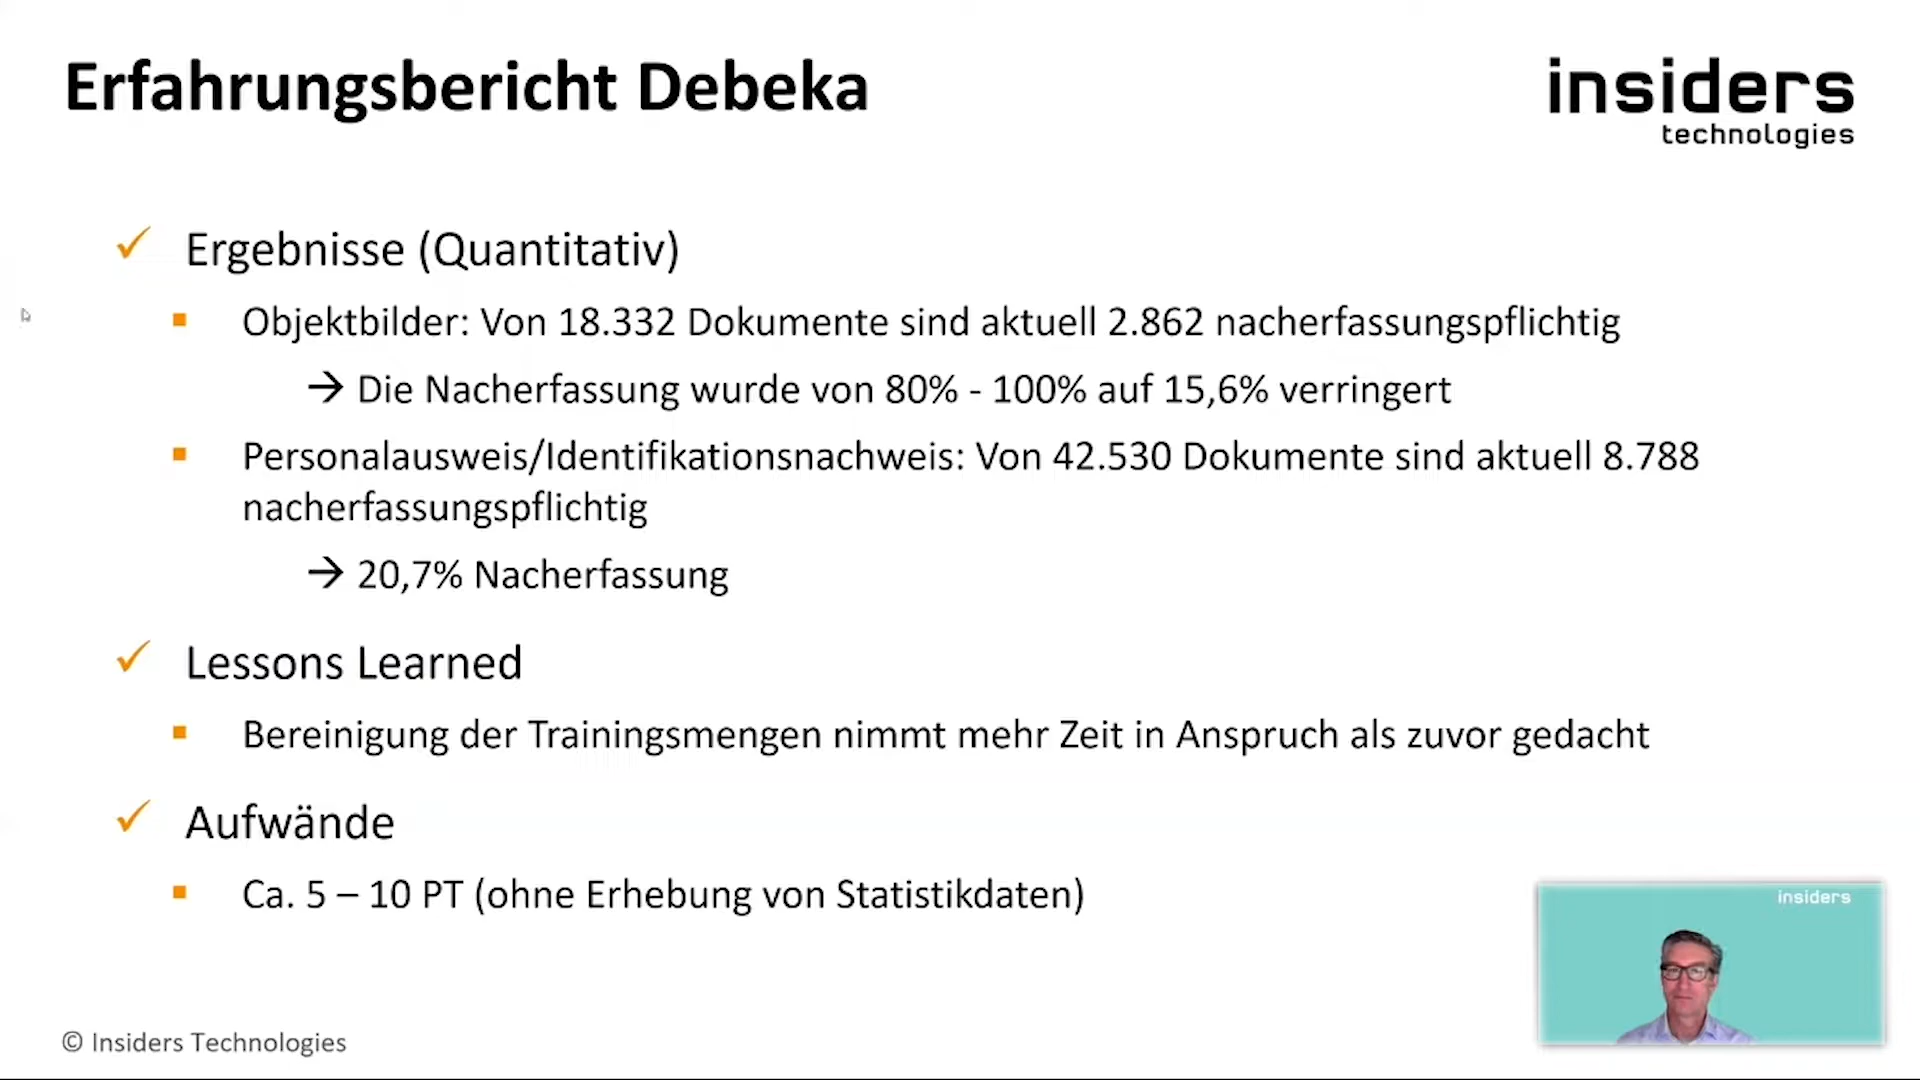 Erfahrungsbericht Debeka
insiders
technologies
Ergebnisse (Quantitativ)
Objektbilder: Von 18.332 Dokumente sind aktuell 2.862 nacherfassungspflichtig
→ Die Nacherfassung wurde von 80% - 100% auf 15,6% verringert
Personalausweis/Identifikationsnachweis: Von 42.530 Dokumente sind aktuell 8.788
nacherfassungspflichtig
→ 20,7% Nacherfassung
Lessons Learned
Bereinigung der Trainingsmengen nimmt mehr Zeit in Anspruch als zuvor gedacht
Aufwände
Ca. 5 – 10 PT (ohne Erhebung von Statistikdaten)
insiders
© Insiders Technologies